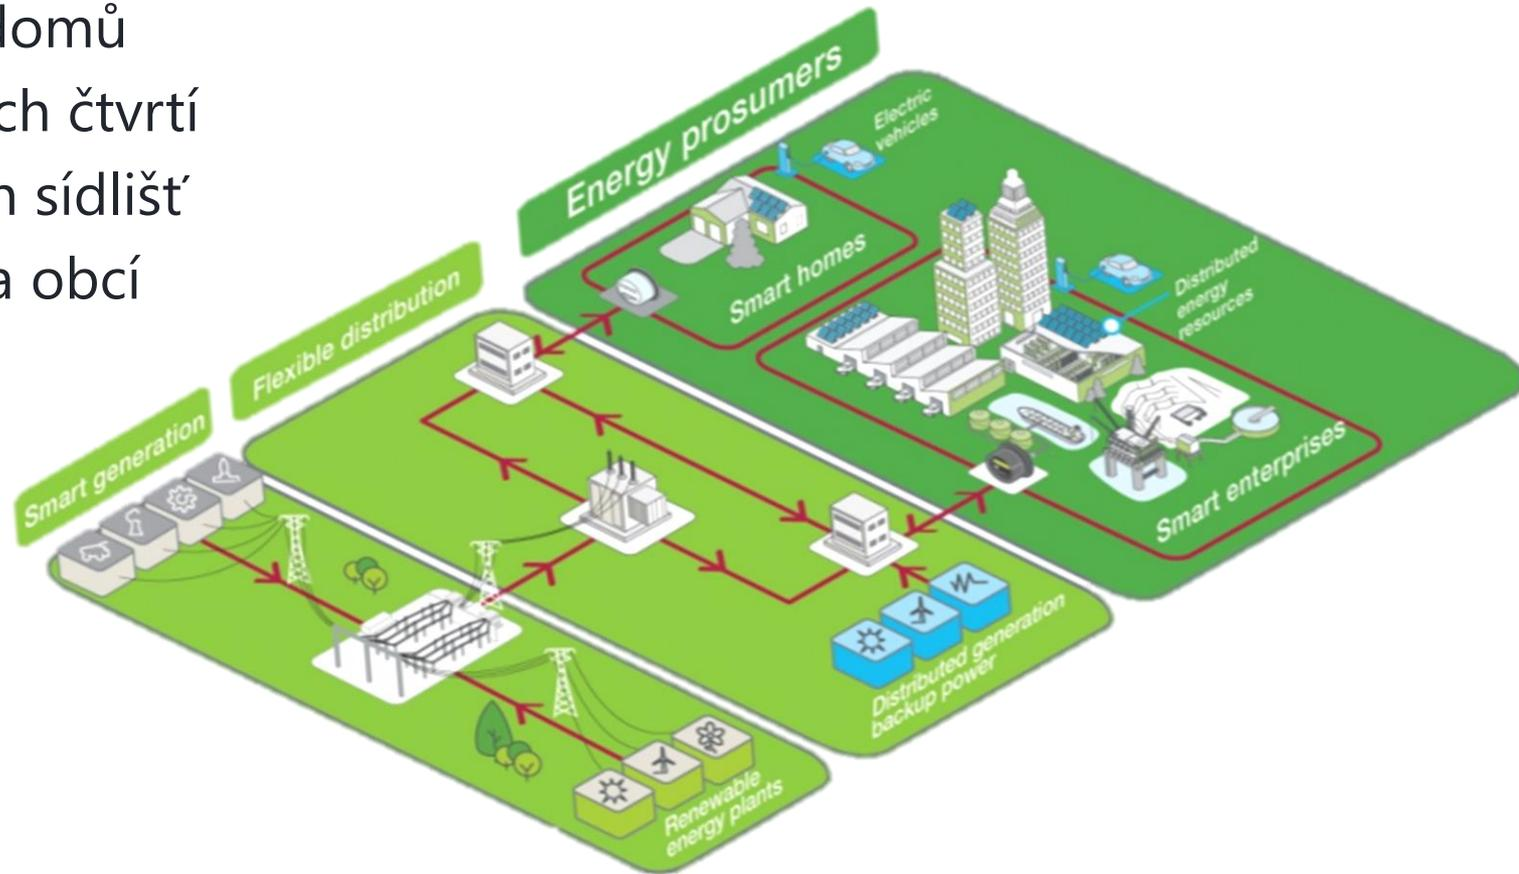 domů
ch čtvrtí
sídlišť
a obcí
Energy prosumers
Electric
vehicles
Smart homes
Distributed
energy
resources
Smart enterprises
Flexible distribution
Distributed generation
backup power
Smart generation
Renewable
energy plants